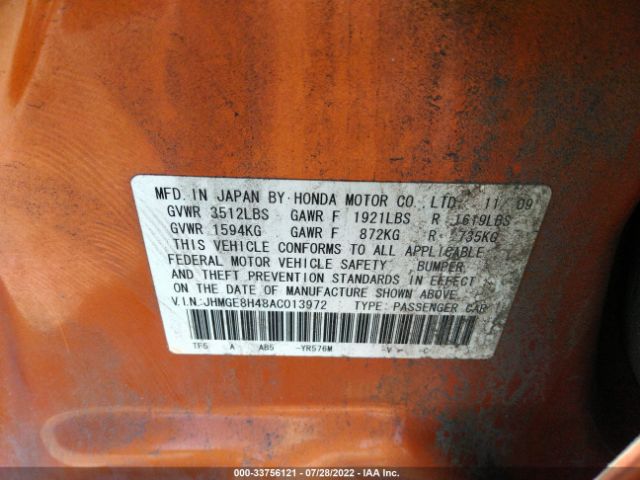 MFD. IN JAPAN BY HONDA MOTOR CO. LTD. 11 09
GVWR 3512LBS GAWR F 1921LBS R 1619LBS
GVWR 1594KG GAWR F 872KG R 735KG
THIS VEHICLE CONFORMS TO ALL APPLICABLE
FEDERAL MOTOR VEHICLE SAFETY, BUMPER,
AND THEFT PREVENTION STANDARDS IN EFFECT
ON THE DATE OF MANUFACTURE SHOWN ABOVE.
V.I.N.:JHMGE8H48AC013972 TYPE: PASSENGER CAR
TF5 A AB5 -YR576M -V C
000-33756121 | 07/28/2022 | IAA Inc.